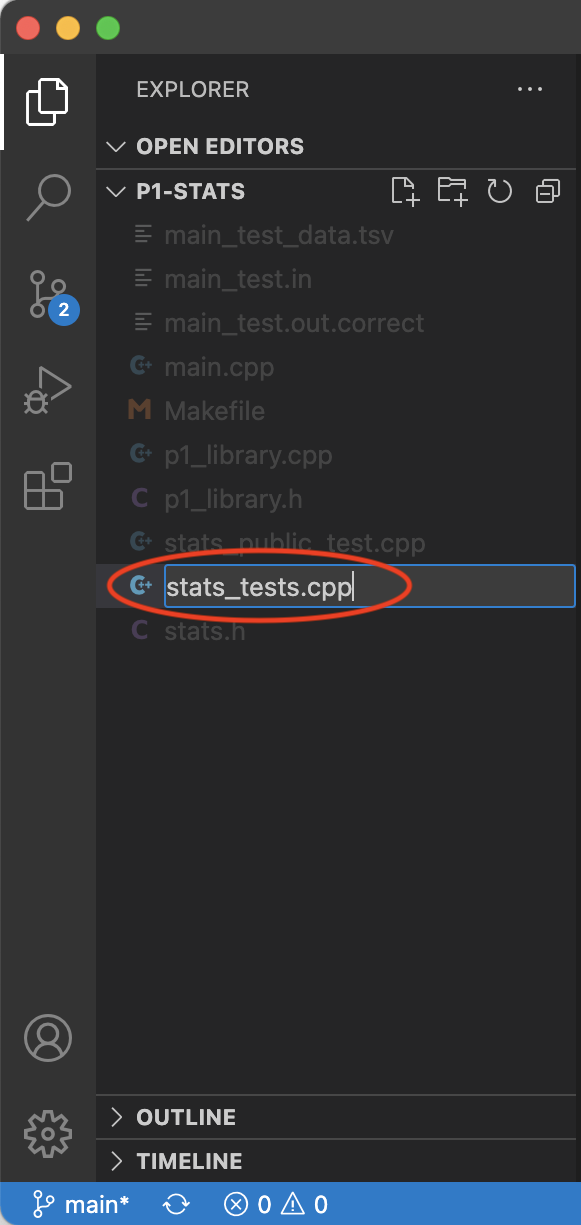 EXPLORER
OPEN EDITORS
P1-STATS
main_test_data.tsv
main_test.in
main_test.out.correct
main.cpp
Makefile
p1_library.cpp
p1_library.h
stats_public_test.cpp
stats_tests.cpp
stats.h
2
OUTLINE
TIMELINE
main* 0 0